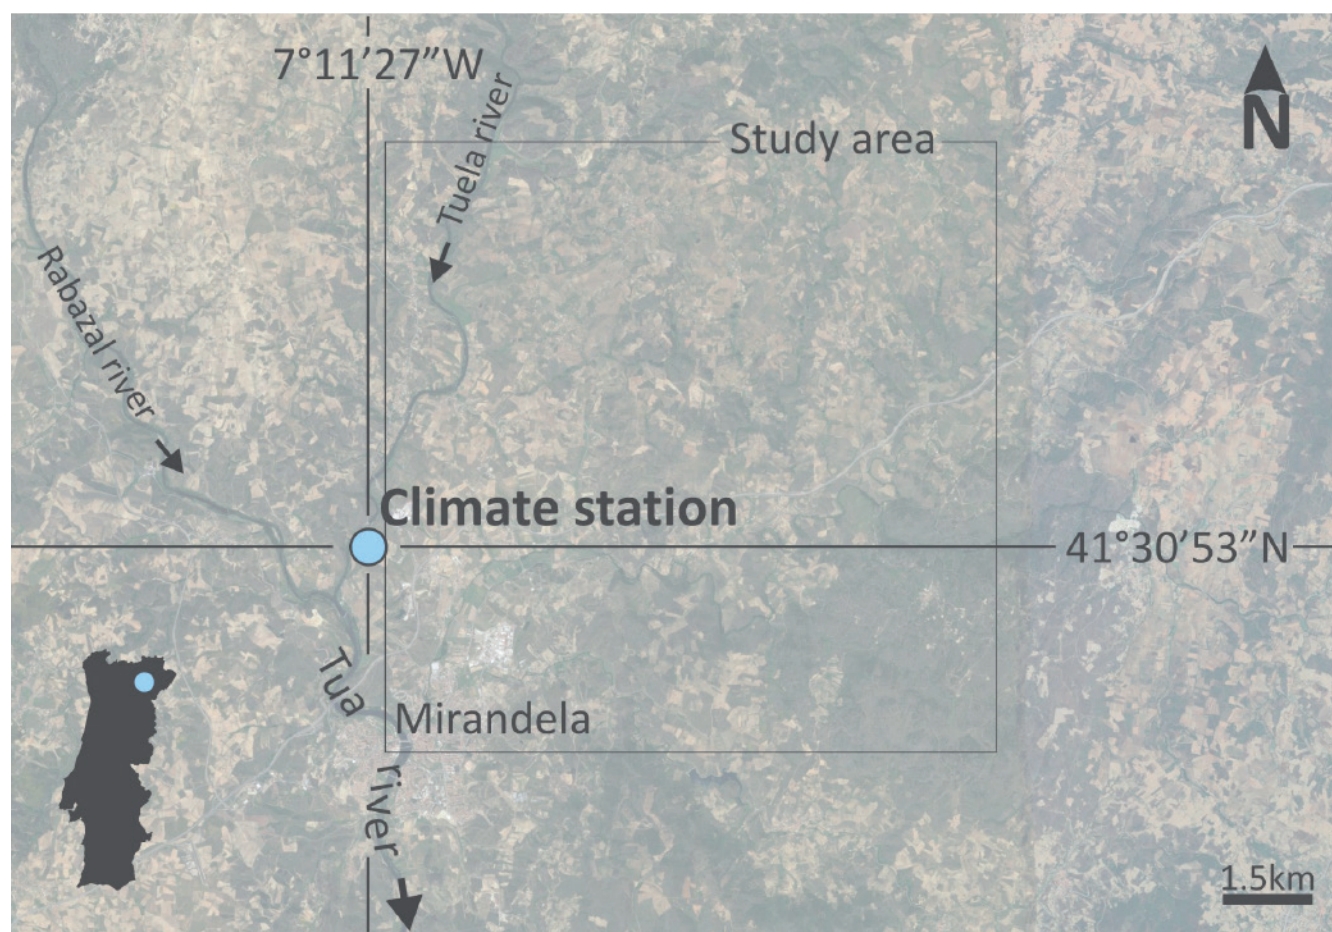 7°11’27”W
N
Study area
Tuela river
Rabazal river
Climate station
41°30’53”N
Tua river
Mirandela
1.5km